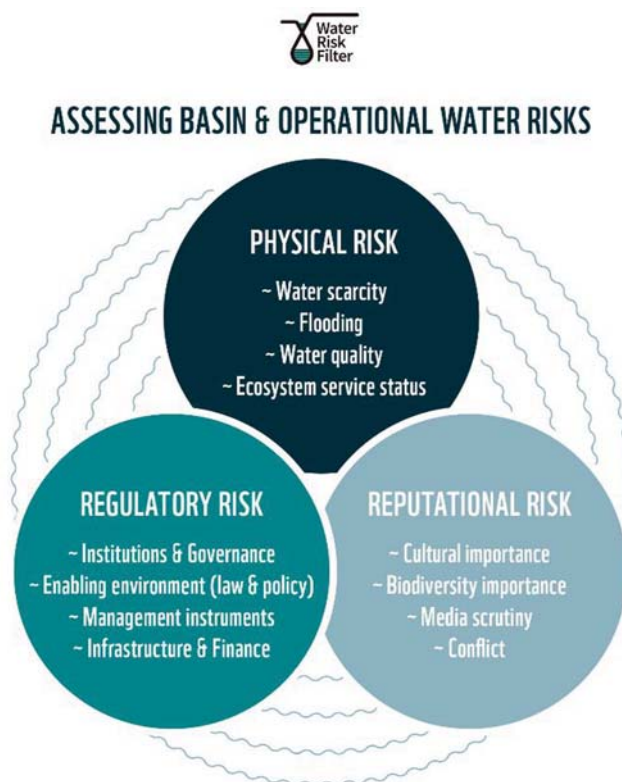 Water
Risk
Filter
ASSESSING BASIN & OPERATIONAL WATER RISKS
PHYSICAL RISK
~ Water scarcity
~ Flooding
~ Water quality
~ Ecosystem service status
REGULATORY RISK
~ Institutions & Governance
~ Enabling environment (law & policy)
~ Management instruments
~ Infrastructure & Finance
REPUTATIONAL RISK
~ Cultural importance
~ Biodiversity importance
~ Media scrutiny
~ Conflict